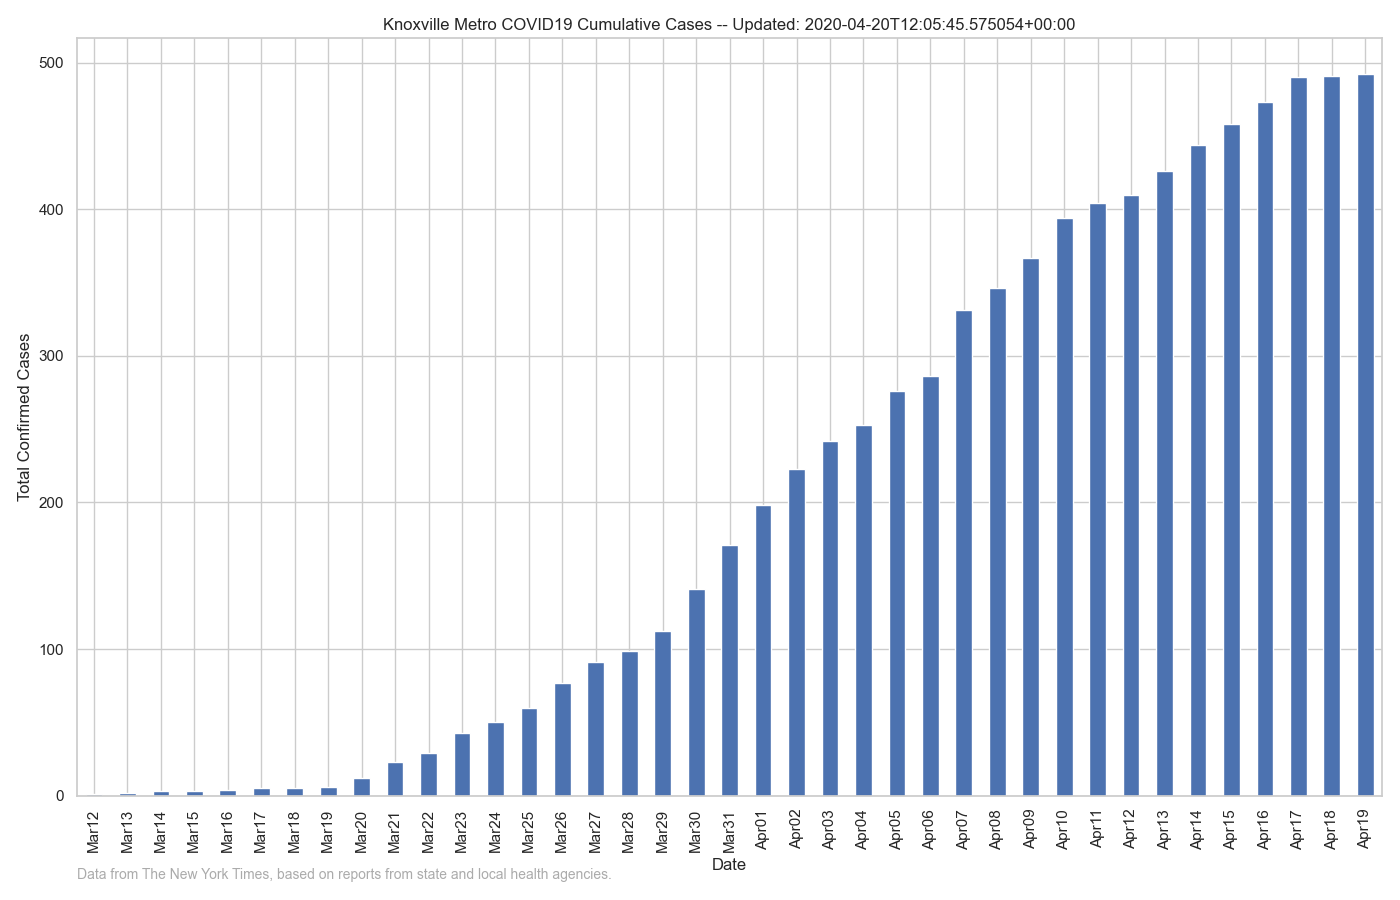 Knoxville Metro COVID19 Cumulative Cases -- Updated: 2020-04-20T12:05:45.575054+00:00
Total Confirmed Cases
500
400
300
200
100
0
Mar12
Mar13
Mar14
Mar15
Mar16
Mar17
Mar18
Mar19
Mar20
Mar21
Mar22
Mar23
Mar24
Mar25
Mar26
Mar27
Mar28
Mar29
Mar30
Mar31
Apr01
Apr02
Apr03
Apr04
Apr05
Apr06
Apr07
Apr08
Apr09
Apr10
Apr11
Apr12
Apr13
Apr14
Apr15
Apr16
Apr17
Apr18
Apr19
Date
Data from The New York Times, based on reports from state and local health agencies.